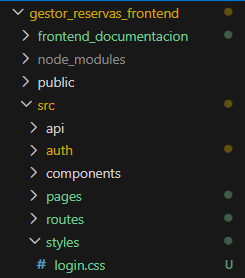 gestor_reservas_frontend
frontend_documentacion
node_modules
public
src
api
auth
components
pages
routes
styles
# login.css U